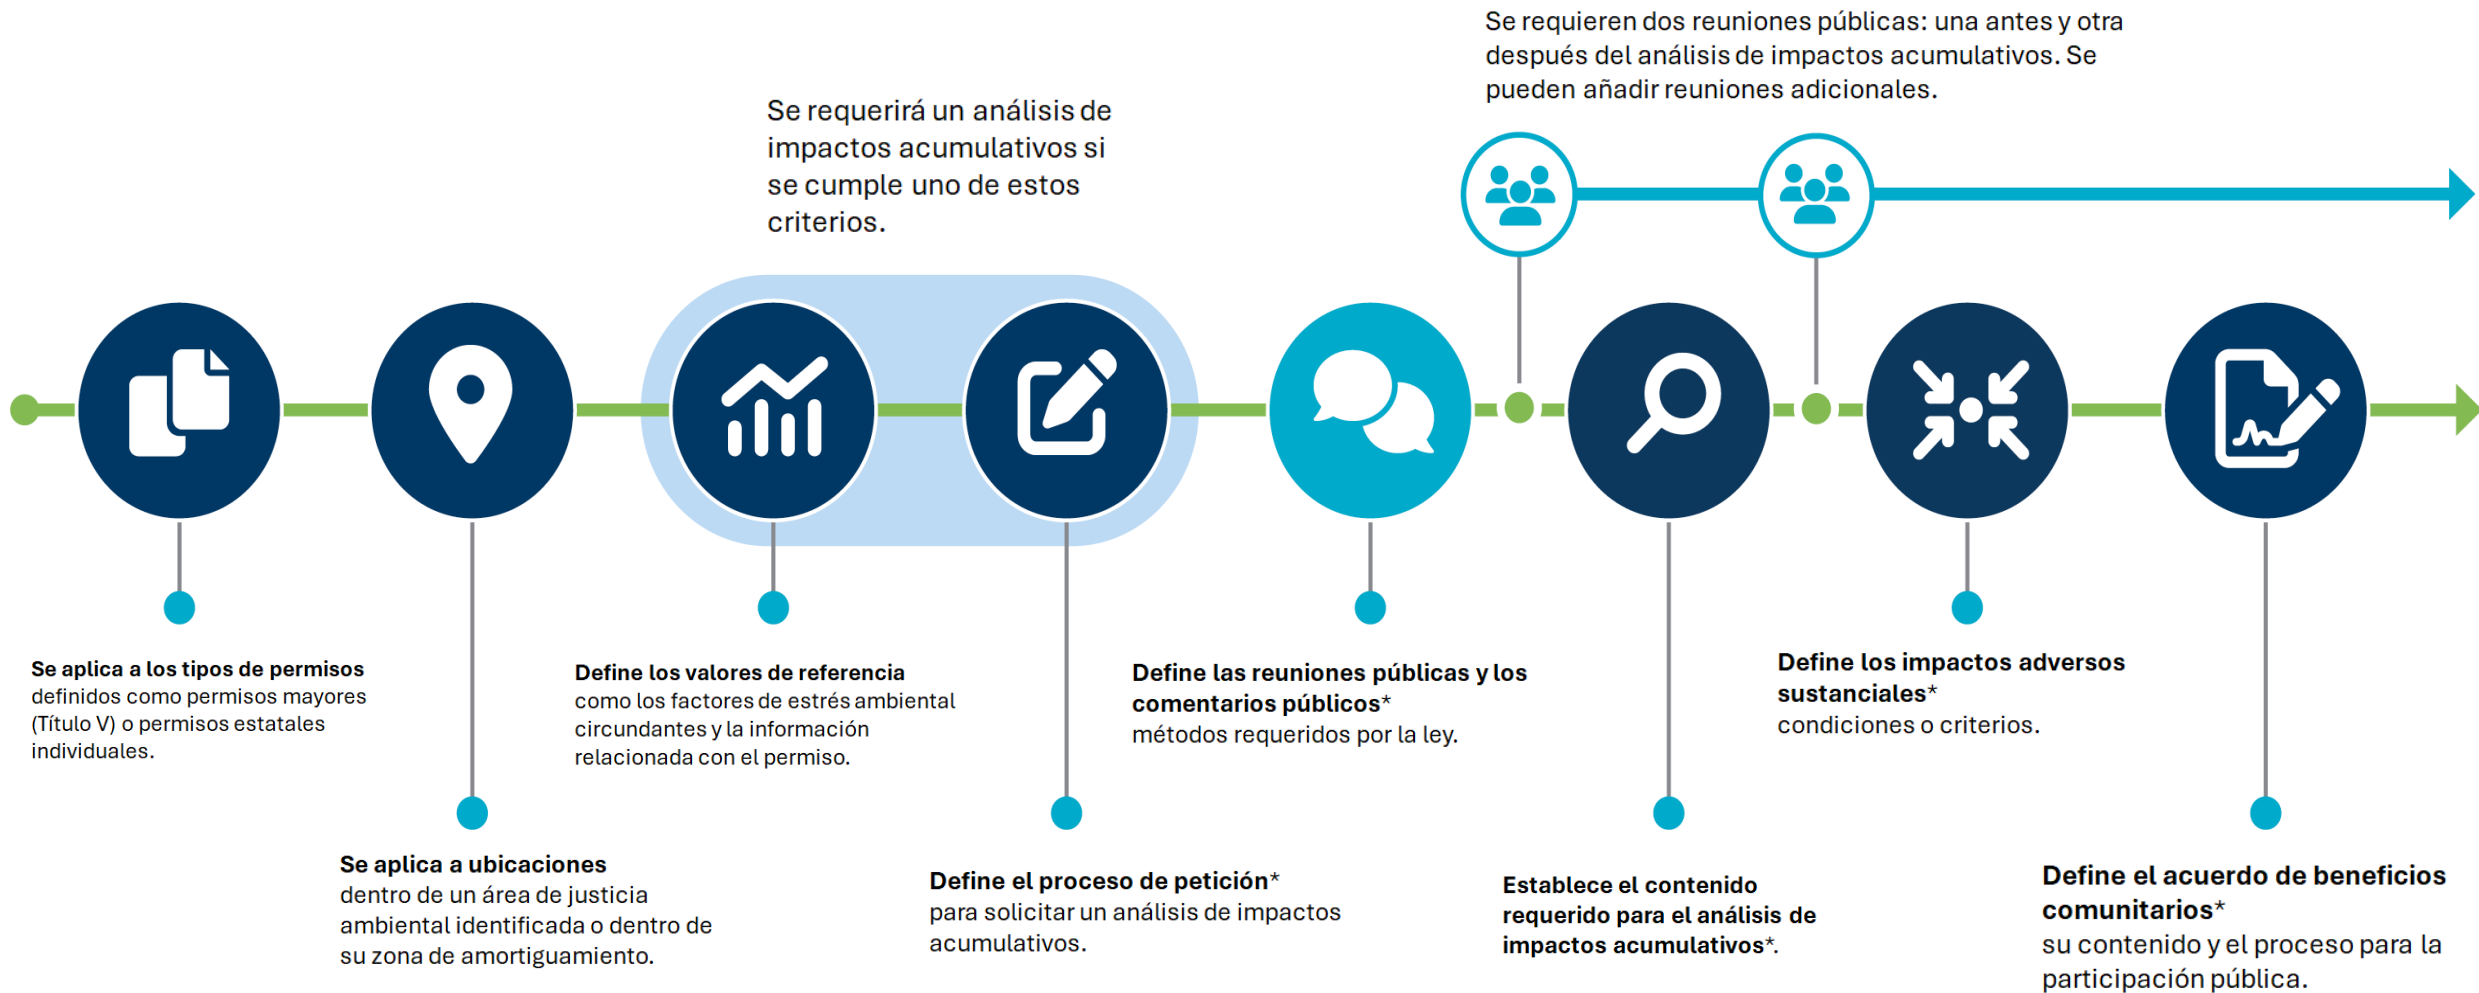 Se requieren dos reuniones públicas: una antes y otra
después del análisis de impactos acumulativos. Se
pueden añadir reuniones adicionales.
Se requerirá un análisis de
impactos acumulativos si
se cumple uno de estos
criterios.
Se aplica a los tipos de permisos
definidos como permisos mayores
(Título V) o permisos estatales
individuales.
Se aplica a ubicaciones
dentro de un área de justicia
ambiental identificada o dentro de
su zona de amortiguamiento.
Define los valores de referencia
como los factores de estrés ambiental
circundantes y la información
relacionada con el permiso.
Define el proceso de petición*
para solicitar un análisis de impactos
acumulativos.
Define las reuniones públicas y los
comentarios públicos*
métodos requeridos por la ley.
Establece el contenido
requerido para el análisis de
impactos acumulativos*.
Define los impactos adversos
sustanciales*
condiciones o criterios.
Define el acuerdo de beneficios
comunitarios*
su contenido y el proceso para la
participación pública.